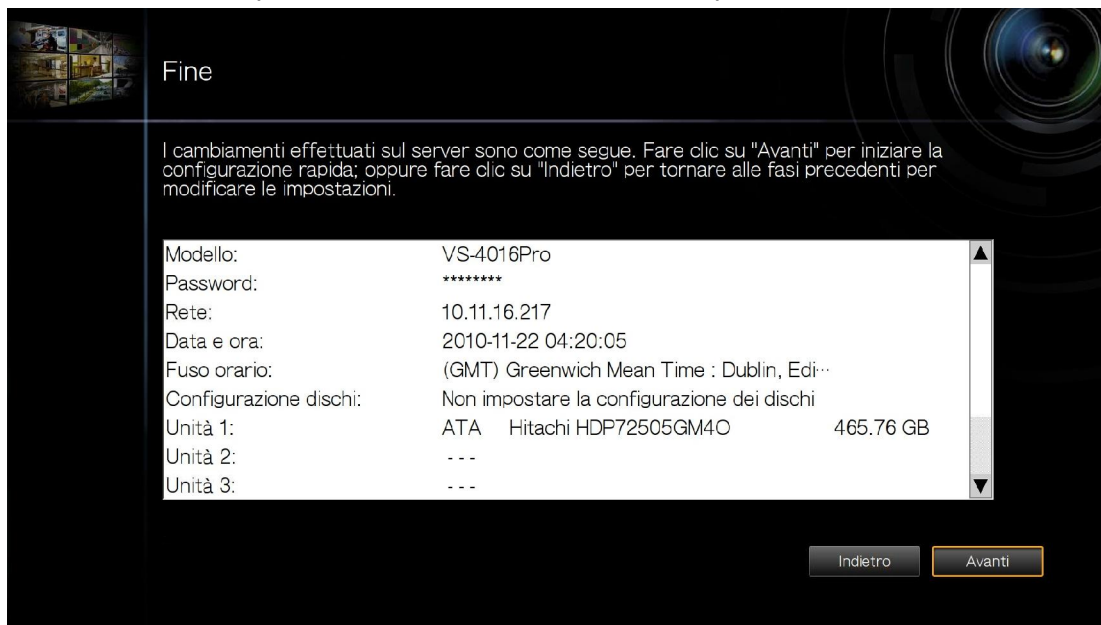 Fine
I cambiamenti effettuati sul server sono come segue. Fare clic su "Avanti" per iniziare la
configurazione rapida; oppure fare clic su "Indietro" per tornare alle fasi precedenti per
modificare le impostazioni.
Modello: VS-4016Pro
Password: ********
Rete: 10.11.16.217
Data e ora: 2010-11-22 04:20:05
Fuso orario: (GMT) Greenwich Mean Time : Dublin, Edi···
Configurazione dischi: Non impostare la configurazione dei dischi
Unità 1: ATA Hitachi HDP72505GM4O 465.76 GB
Unità 2: - - -
Unità 3: - - -
Indietro Avanti